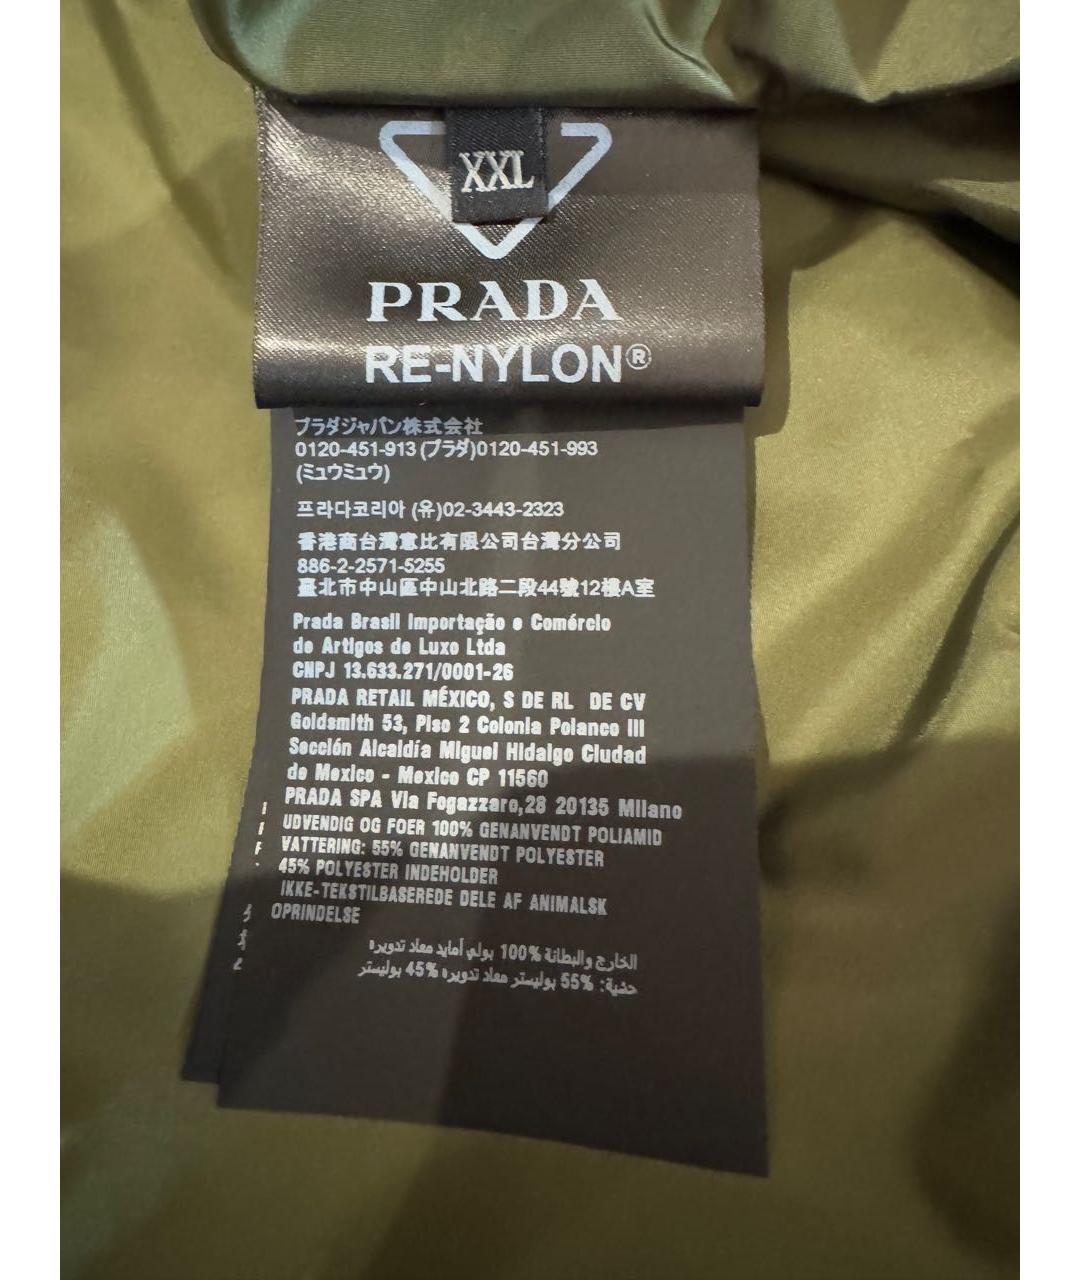 XXL
PRADA
RE-NYLON®
プラダジャパン株式会社
0120-451-913 (プラダ)0120-451-993
(ミュウミュウ)
프라다코리아 (유)02-3443-2323
香港商台灣意比有限公司台灣分公司
886-2-2571-5255
臺北市中山區中山北路二段44號12樓A室
Prada Brasil Importação e Comércio
de Artigos de Luxo Ltda
CNPJ 13.633.271/0001-26
PRADA RETAIL MÉXICO, S DE RL DE CV
Goldsmith 53, Piso 2 Colonia Polanco III
Sección Alcaldía Miguel Hidalgo Ciudad
de Mexico - Mexico CP 11560
PRADA SPA Via Fogazzaro,28 20135 Milano
UDVENDIG OG FOER 100% GENANVENDT POLIAMID
VATTERING: 55% GENANVENDT POLYESTER
45% POLYESTER INDEHOLDER
IKKE-TEKSTILBASEREDE DELE AF ANIMALSK
OPRINDELSE
الخارج والبطانة 100% بولي أمايد معاد تدويره
حشية: 55% بوليستر معاد تدويره 45% بوليستر